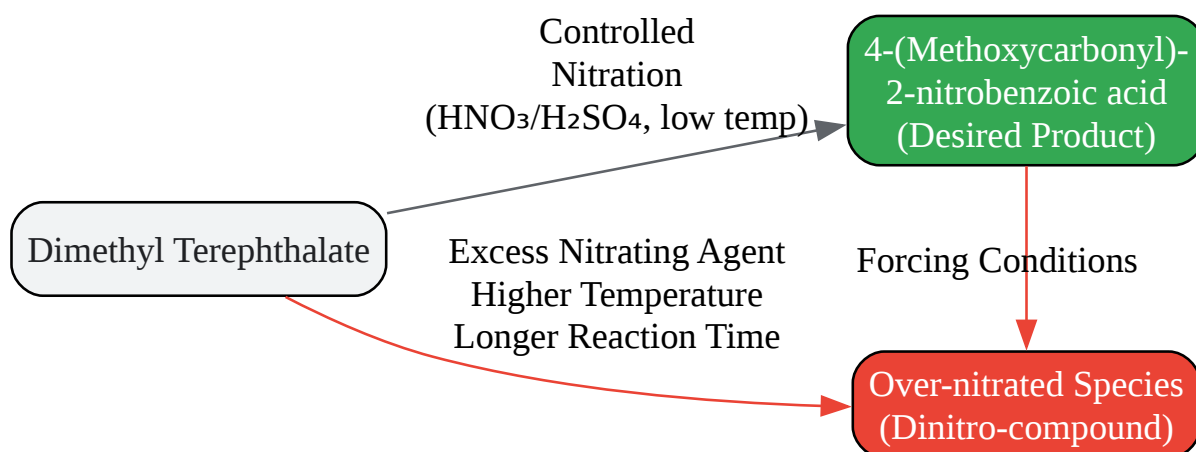 Controlled
Nitration
(HNO₃/H₂SO₄, low temp)
4-(Methoxycarbonyl)-
2-nitrobenzoic acid
(Desired Product)
Dimethyl Terephthalate
Excess Nitrating Agent
Higher Temperature
Longer Reaction Time
Forcing Conditions
Over-nitrated Species
(Dinitro-compound)